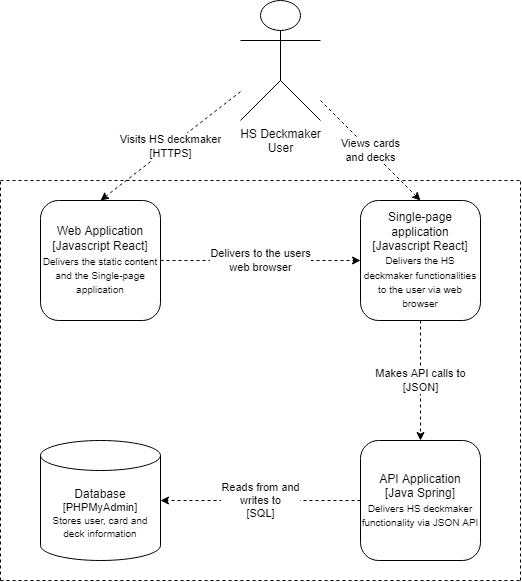 HS Deckmaker
User
Visits HS deckmaker
[HTTPS]
Views cards
and decks
Web Application
[Javascript React]
Delivers the static content
and the Single-page
application
Delivers to the users
web browser
Single-page
application
[Javascript React]
Delivers the HS
deckmaker functionalities
to the user via web
browser
Makes API calls to
[JSON]
Database
[PHPMyAdmin]
Stores user, card and
deck information
Reads from and
writes to
[SQL]
API Application
[Java Spring]
Delivers HS deckmaker
functionality via JSON API